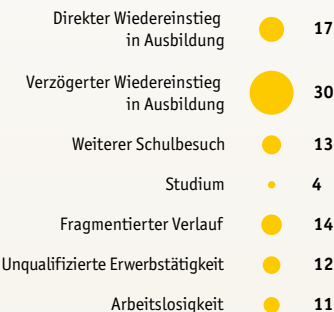 Direkter Wiedereinstieg
in Ausbildung 17
Verzögerter Wiedereinstieg
in Ausbildung 30
Weiterer Schulbesuch 13
Studium 4
Fragmentierter Verlauf 14
Unqualifizierte Erwerbstätigkeit 12
Arbeitslosigkeit 11